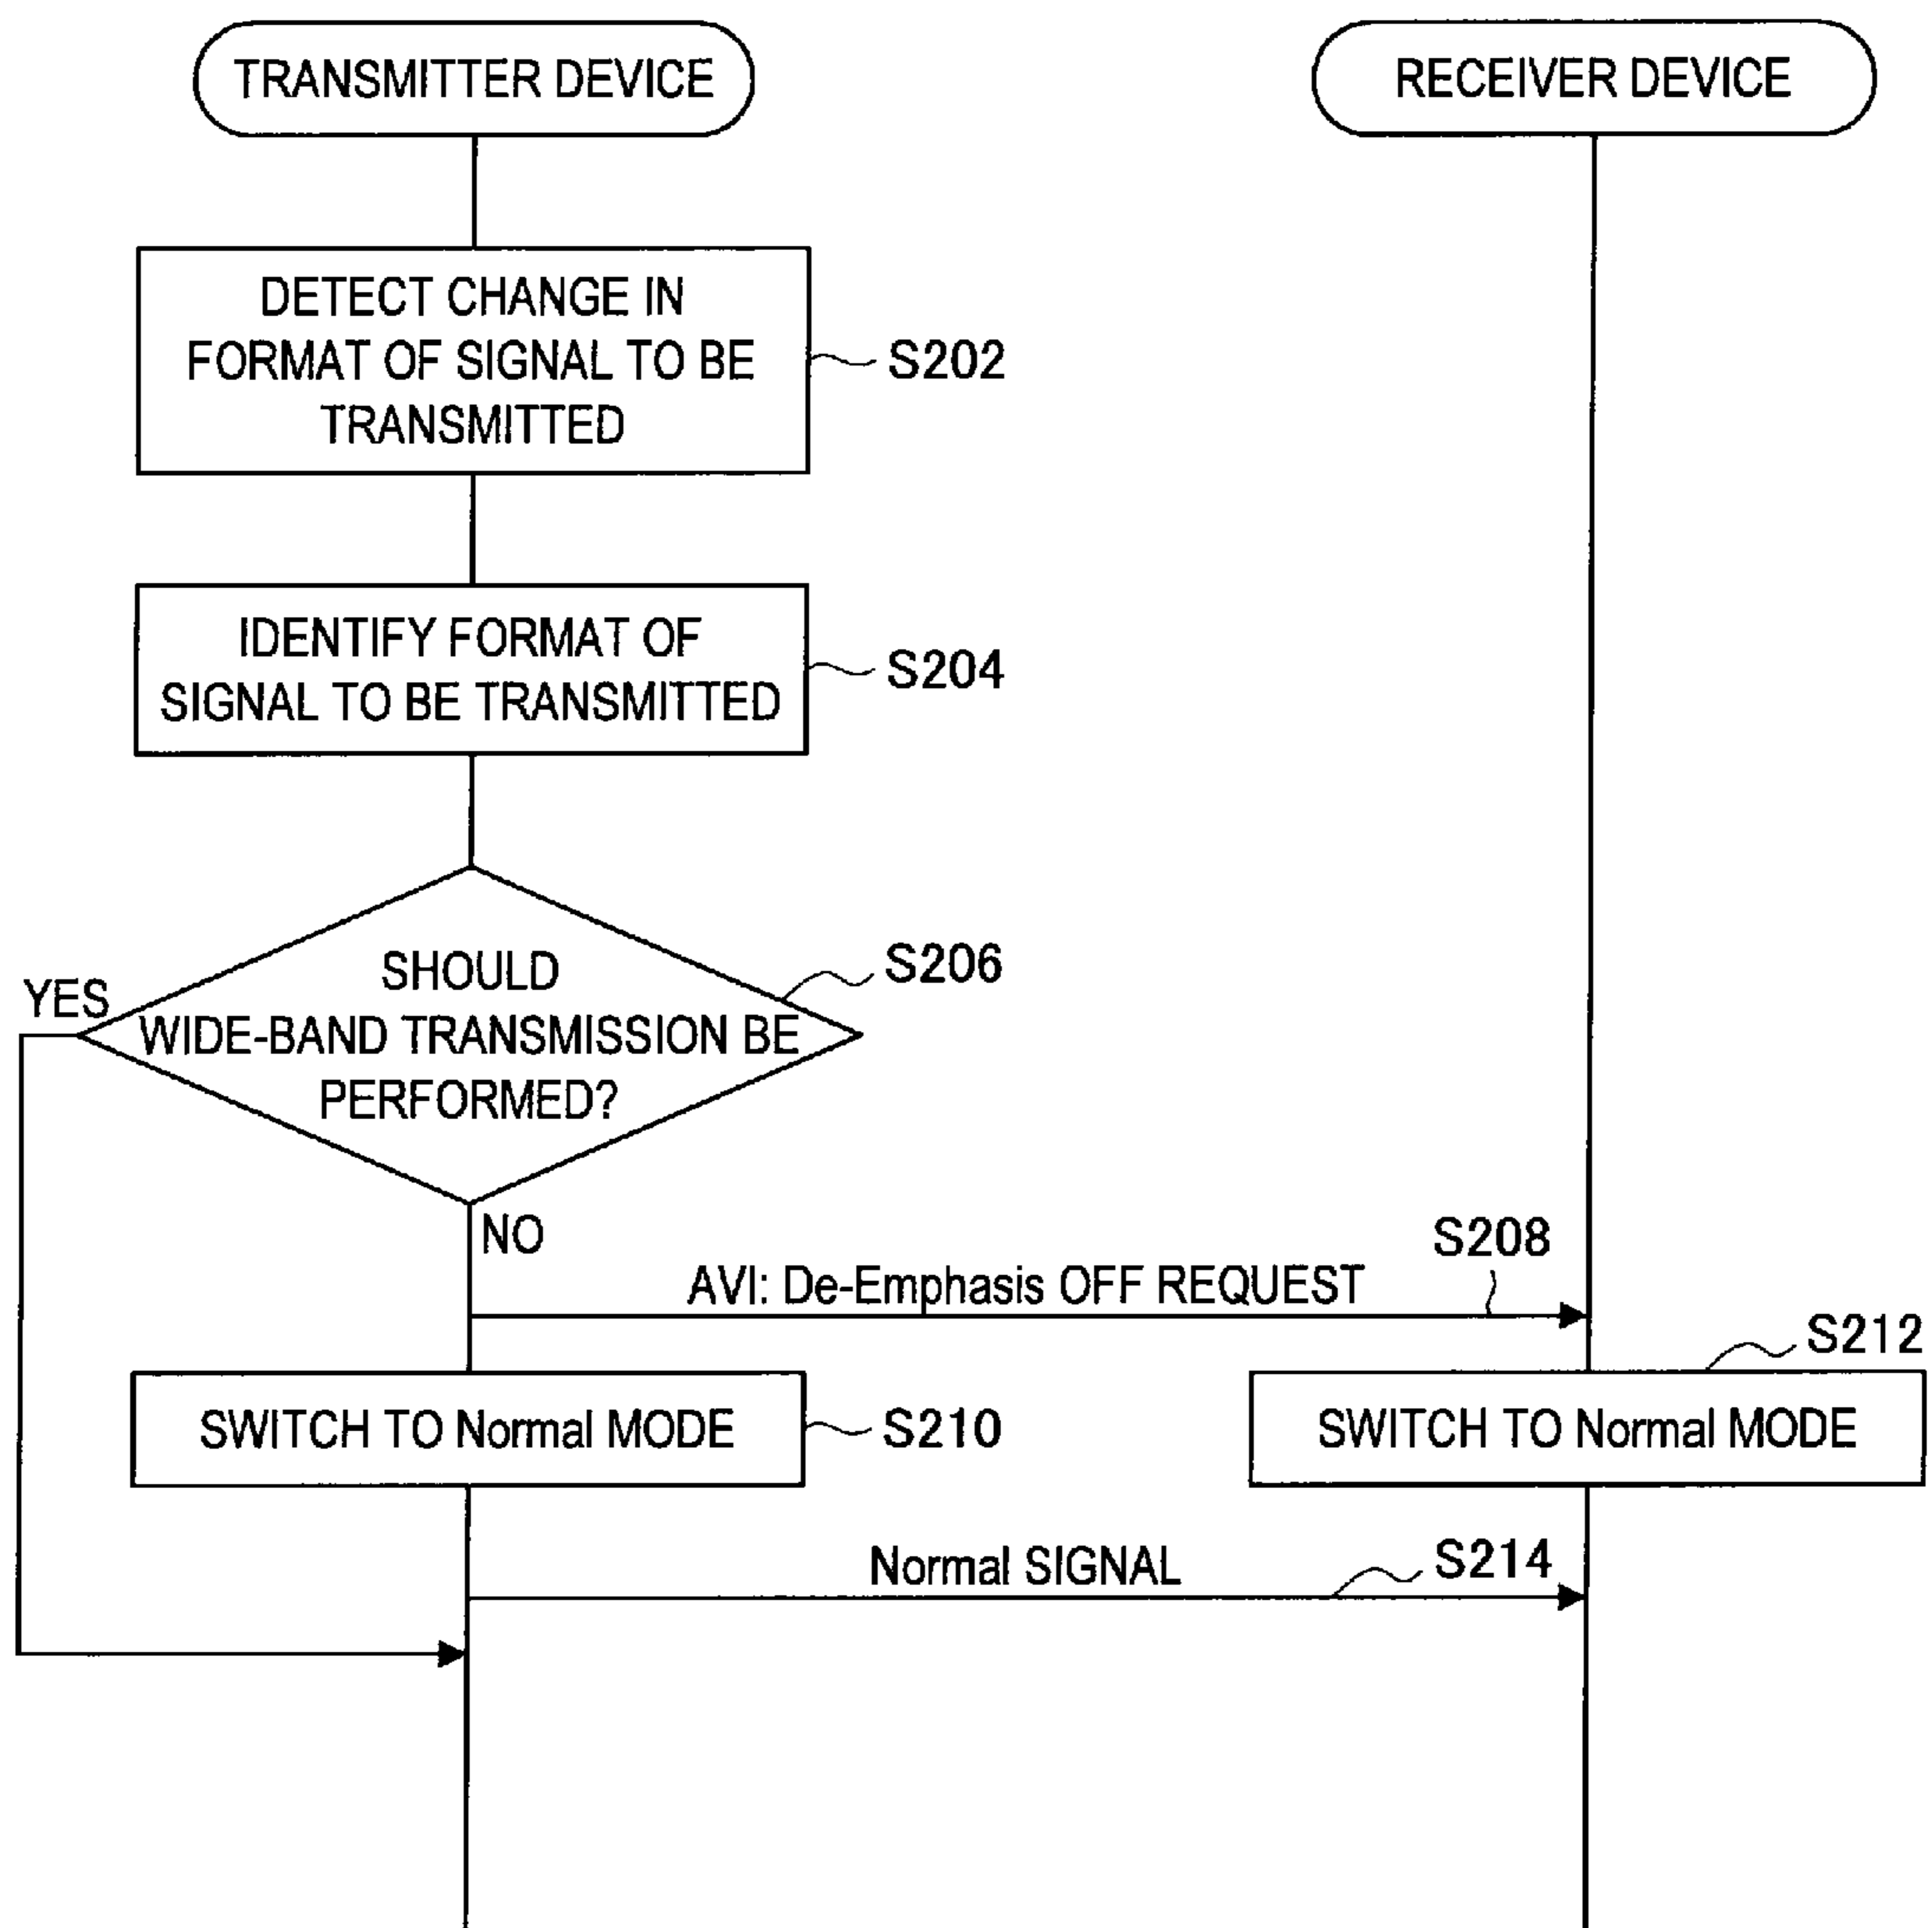 TRANSMITTER DEVICE
RECEIVER DEVICE
DETECT CHANGE IN
FORMAT OF SIGNAL TO BE
TRANSMITTED
S202
IDENTIFY FORMAT OF
SIGNAL TO BE TRANSMITTED
S204
SHOULD
WIDE-BAND TRANSMISSION BE
PERFORMED?
S206
YES
NO
S208
AVI: De-Emphasis OFF REQUEST
S212
SWITCH TO Normal MODE
S210
SWITCH TO Normal MODE
Normal SIGNAL
S214